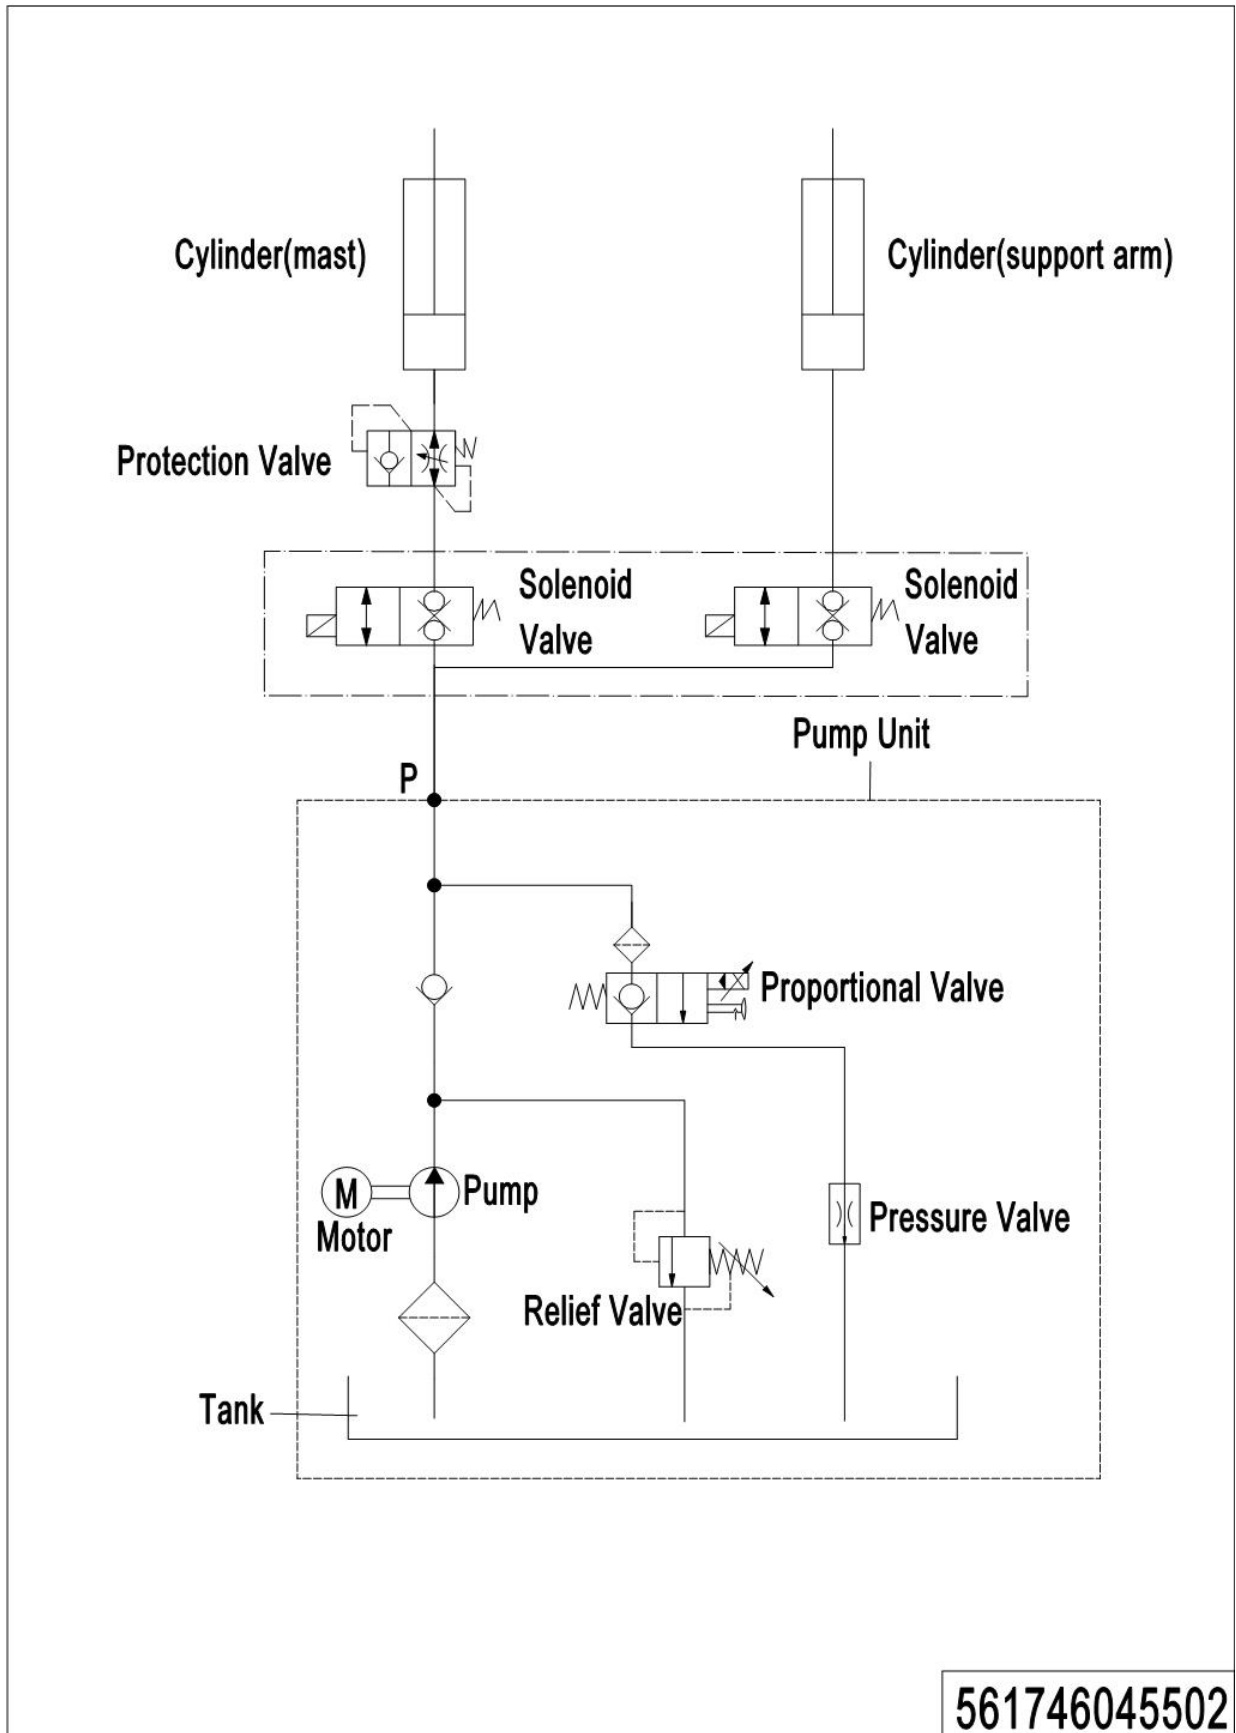 Cylinder(mast)
Cylinder(support arm)
Protection Valve
Solenoid
Valve
Solenoid
Valve
Pump Unit
P
Proportional Valve
M
Pump
Motor
Pressure Valve
Relief Valve
Tank
561746045502